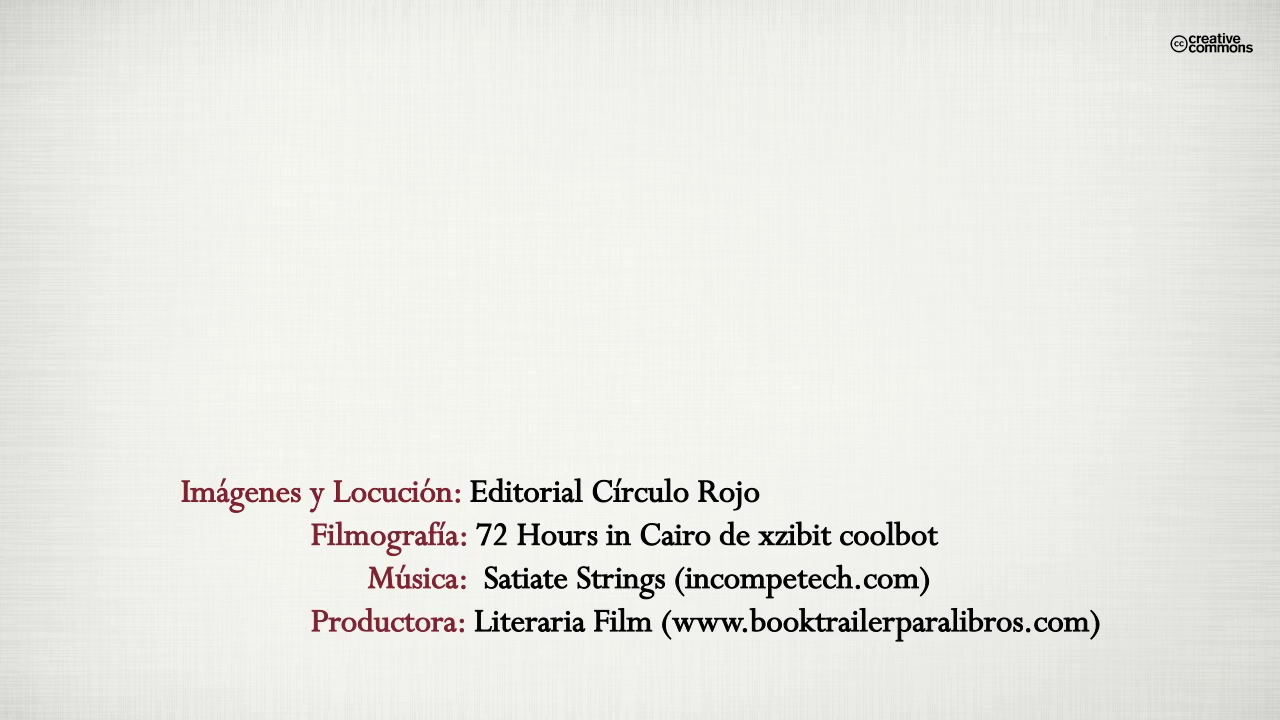 creative
commons
Imágenes y Locución: Editorial Círculo Rojo
Filmografía: 72 Hours in Cairo de xzibit coolbot
Música: Satiate Strings (incompetech.com)
Productora: Literaria Film (www.booktrailerparalibros.com)